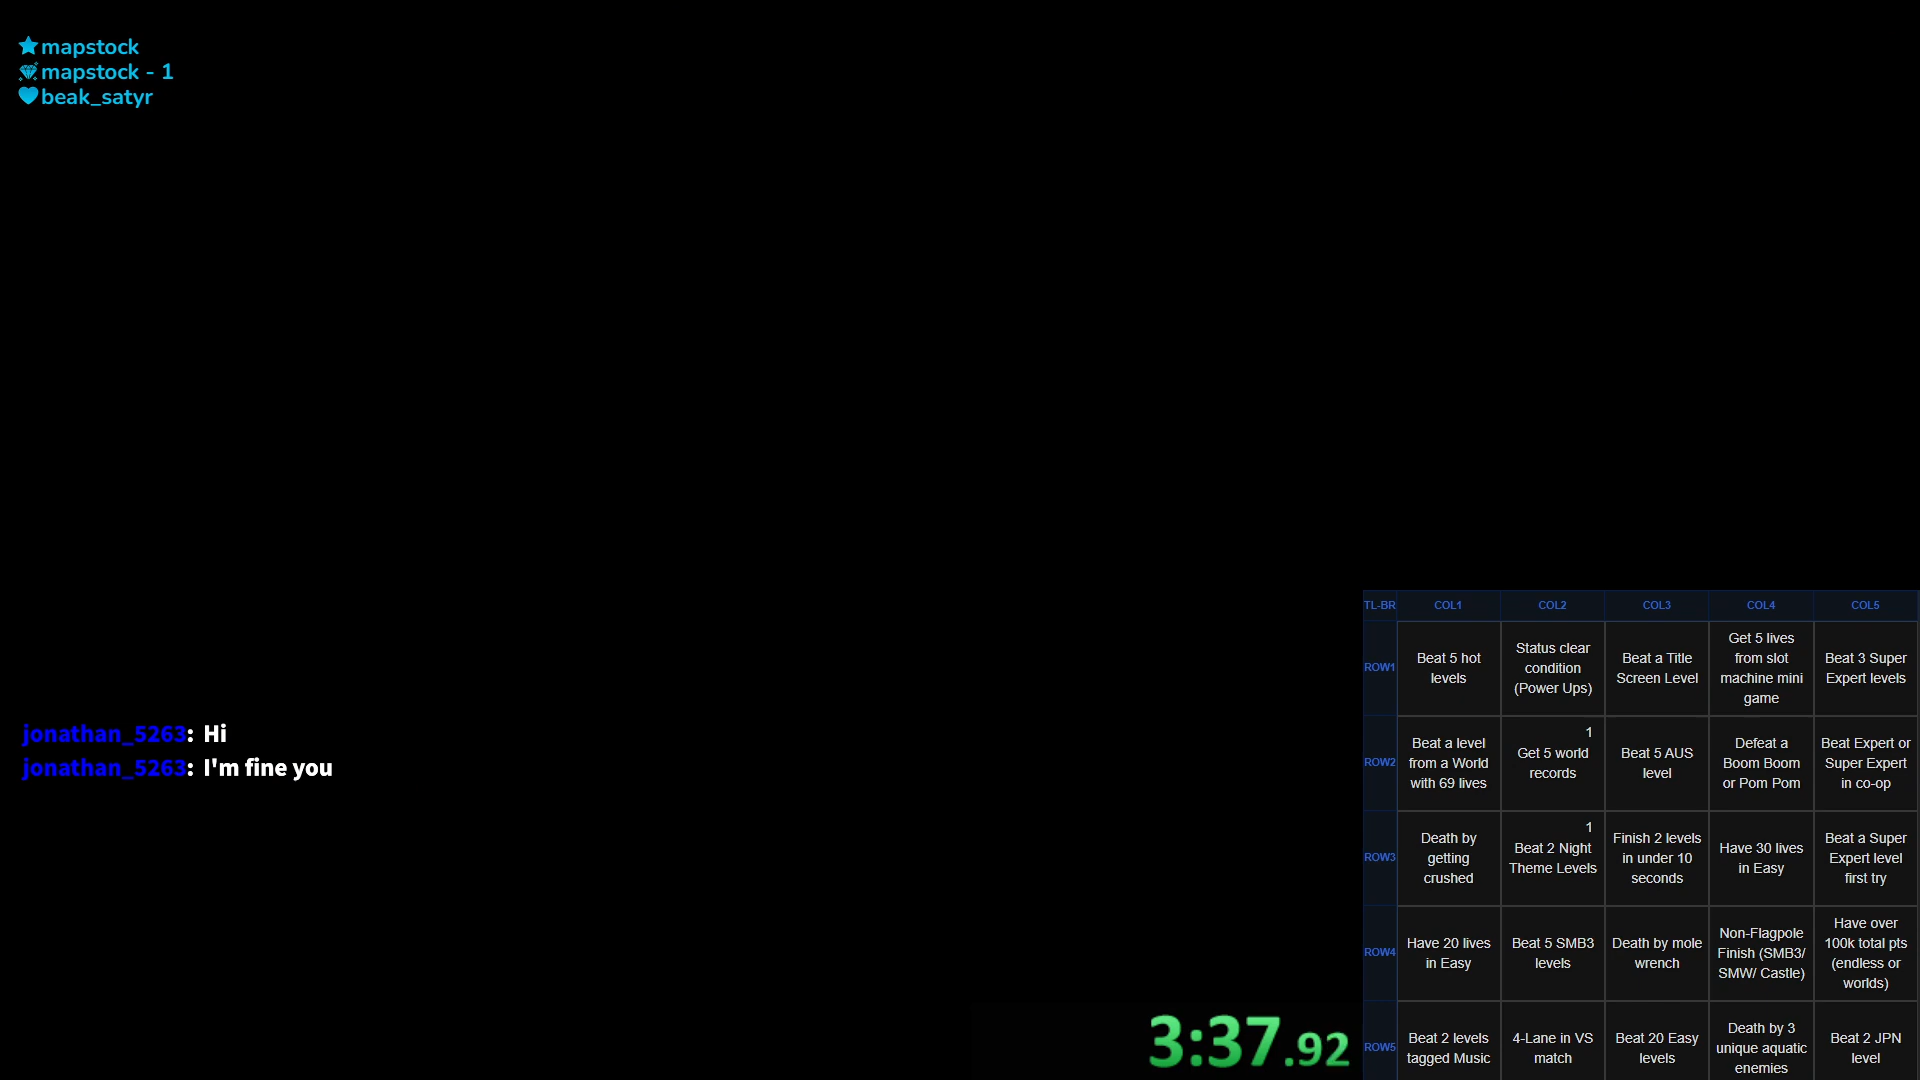 mapstock
mapstock - 1
beak_satyr
jonathan_5263: Hi
jonathan_5263: I'm fine you
TL-BR COL1 COL2 COL3 COL4 COL5
ROW1
Beat 5 hot
levels
Status clear
condition
(Power Ups)
Beat a Title
Screen Level
Get 5 lives
from slot
machine mini
game
Beat 3 Super
Expert levels
ROW2
Beat a level
from a World
with 69 lives
1
Get 5 world
records
Beat 5 AUS
level
Defeat a
Boom Boom
or Pom Pom
Beat Expert or
Super Expert
in co-op
ROW3
Death by
getting
crushed
1
Beat 2 Night
Theme Levels
Finish 2 levels
in under 10
seconds
Have 30 lives
in Easy
Beat a Super
Expert level
first try
ROW4
Have 20 lives
in Easy
Beat 5 SMB3
levels
Death by mole
wrench
Non-Flagpole
Finish (SMB3/
SMW/ Castle)
Have over
100k total pts
(endless or
worlds)
ROW5
Beat 2 levels
tagged Music
4-Lane in VS
match
Beat 20 Easy
levels
Death by 3
unique aquatic
enemies
Beat 2 JPN
level
3:37.92